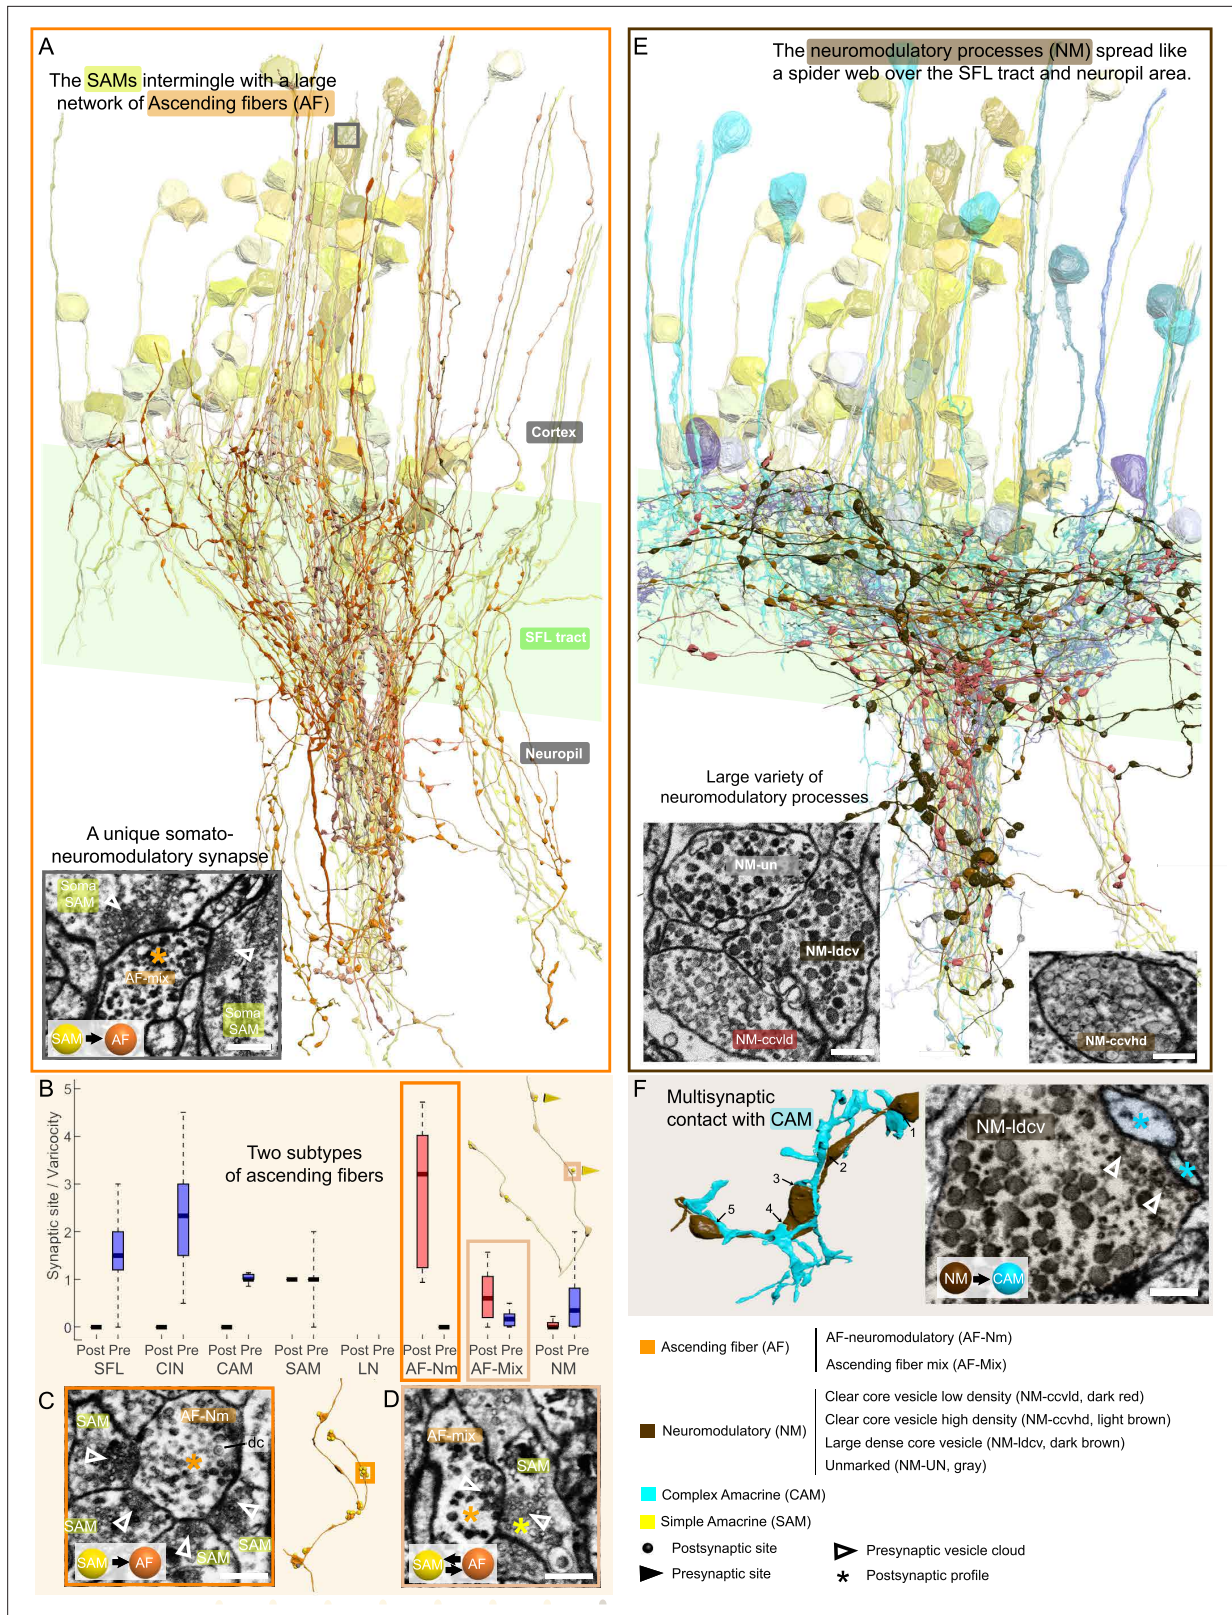 A
The SAMs intermingle with a large
network of Ascending fibers (AF)
Cortex
SFL tract
Neuropil
A unique somato-
neuromodulatory synapse
Soma
SAM
AF-mix
Soma
SAM
SAM
AF
E
The neuromodulatory processes (NM) spread like
a spider web over the SFL tract and neuropil area.
Large variety of
neuromodulatory processes
NM-un
NM-ldcv
NM-ccvld
NM-ccvhd
B
Synaptic site / Varicocity
5
4
3
2
1
0
Two subtypes
of ascending fibers
Post Pre Post Pre Post Pre Post Pre Post Pre Post Pre Post Pre Post Pre
SFL CIN CAM SAM LN AF-Nm AF-Mix NM
C
AF-Nm
SAM
dc
SAM
SAM
SAM
SAM
AF
D
AF-mix
SAM
SAM
AF
F
Multisynaptic
contact with CAM
1
2
3
4
5
NM-ldcv
NM
CAM
Ascending fiber (AF)
AF-neuromodulatory (AF-Nm)
Ascending fiber mix (AF-Mix)
Neuromodulatory (NM)
Clear core vesicle low density (NM-ccvld, dark red)
Clear core vesicle high density (NM-ccvhd, light brown)
Large dense core vesicle (NM-ldcv, dark brown)
Unmarked (NM-UN, gray)
Complex Amacrine (CAM)
Simple Amacrine (SAM)
Postsynaptic site
Presynaptic vesicle cloud
Presynaptic site
Postsynaptic profile